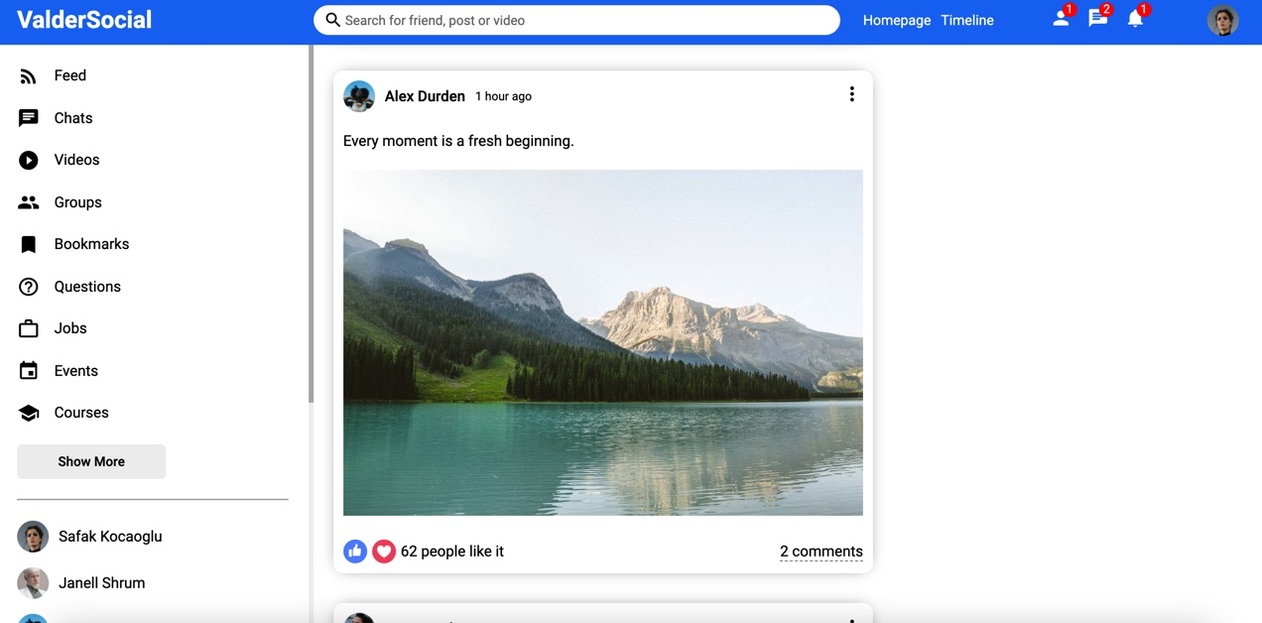 ValderSocial
Search for friend, post or video
Homepage Timeline
1
2
1
Feed
Chats
Videos
Groups
Bookmarks
Questions
Jobs
Events
Courses
Show More
Safak Kocaoglu
Janell Shrum
Alex Durden 1 hour ago
Every moment is a fresh beginning.
62 people like it
2 comments